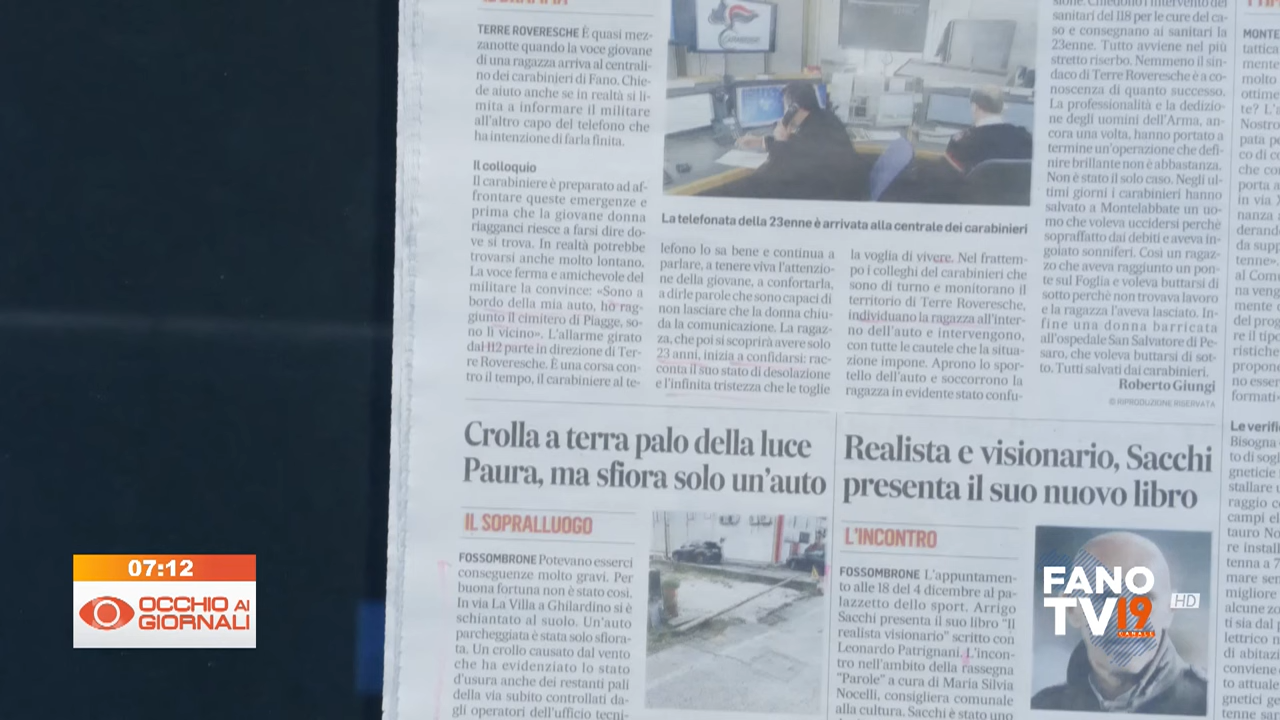 TERRE ROVERESCHE È quasi mez-
zanotte quando la voce giovane
di una ragazza arriva al centrali-
no dei carabinieri di Fano. Chie-
de aiuto anche se in realtà si li-
mita a informare il militare
all'altro capo del telefono che
ha intenzione di farla finita.
Il colloquio
Il carabiniere è preparato ad af-
frontare queste emergenze e
prima che la giovane donna
riagganci riesce a farsi dire do-
ve si trova. In realtà potrebbe
trovarsi anche molto lontano.
La voce ferma e amichevole del
militare la convince: «Sono a
bordo della mia auto, ho rag-
giunto il cimitero di Piagge, so-
no lì vicino». L'allarme girato
dal 112 parte in direzione di Ter-
re Roveresche. È una corsa con-
tro il tempo, il carabiniere al te-
La telefonata della 23enne è arrivata alla centrale dei carabinieri
lefono lo sa bene e continua a
parlare, a tenere viva l'attenzio-
ne della giovane, a confortarla,
a dirle parole che sono capaci di
non lasciare che la donna chiu-
da la comunicazione. La ragaz-
za, che poi si scoprirà avere solo
23 anni, inizia a confidarsi: rac-
conta il suo stato di desolazione
e l'infinita tristezza che le toglie
la voglia di vivere. Nel frattem-
po i colleghi del carabinieri che
sono di turno e monitorano il
territorio di Terre Roveresche,
individuano la ragazza all'inter-
no dell'auto e intervengono,
con tutte le cautele che la situa-
zione impone. Aprono lo spor-
tello dell'auto e soccorrono la
ragazza in evidente stato confu-
sione. Chiedono l'intervento dei
sanitari del 118 per le cure del ca-
so e consegnano ai sanitari la
23enne. Tutto avviene nel più
stretto riserbo. Nemmeno il sin-
daco di Terre Roveresche è a co-
noscenza di quanto successo.
La professionalità e la dedizio-
ne degli uomini dell'Arma, an-
cora una volta, hanno portato a
termine un'operazione che defi-
nire brillante non è abbastanza.
Non è stato il solo caso. Negli ul-
timi giorni i carabinieri hanno
salvato a Montelabbate un uo-
mo che voleva uccidersi perchè
sopraffatto dai debiti e aveva in-
goiato sonniferi. Così un ragaz-
zo che aveva raggiunto un pon-
te sul Foglia e voleva buttarsi di
sotto perchè non trovava lavoro
e la ragazza l'aveva lasciato. In-
fine una donna barricata
all'ospedale San Salvatore di Pe-
saro, che voleva buttarsi di sot-
to. Tutti salvati dai carabinieri.
Roberto Giungi
© RIPRODUZIONE RISERVATA
Crolla a terra palo della luce
Paura, ma sfiora solo un'auto
IL SOPRALLUOGO
FOSSOMBRONE Potevano esserci
conseguenze molto gravi. Per
buona fortuna non è stato così.
In via La Villa a Ghilardino si è
schiantato al suolo. Un'auto
parcheggiata è stata solo sfiora-
ta. Un crollo causato dal vento
che ha evidenziato lo stato
d'usura anche dei restanti pali
della via subito controllati da-
gli operatori dell'ufficio tecni-
Realista e visionario, Sacchi
presenta il suo nuovo libro
L'INCONTRO
FOSSOMBRONE L'appuntamen-
to alle 18 del 4 dicembre al pa-
lazzetto dello sport. Arrigo
Sacchi presenta il suo libro "Il
realista visionario" scritto con
Leonardo Patrignani. L'incon-
tro nell'ambito della rassegna
"Parole" a cura di Maria Silvia
Nocelli, consigliera comunale
alla cultura. Sacchi è stato uno
Le verifi
Bisogna
07:12
OCCHIO AI
GIORNALI
FANO
TV 19
CANALE
HD